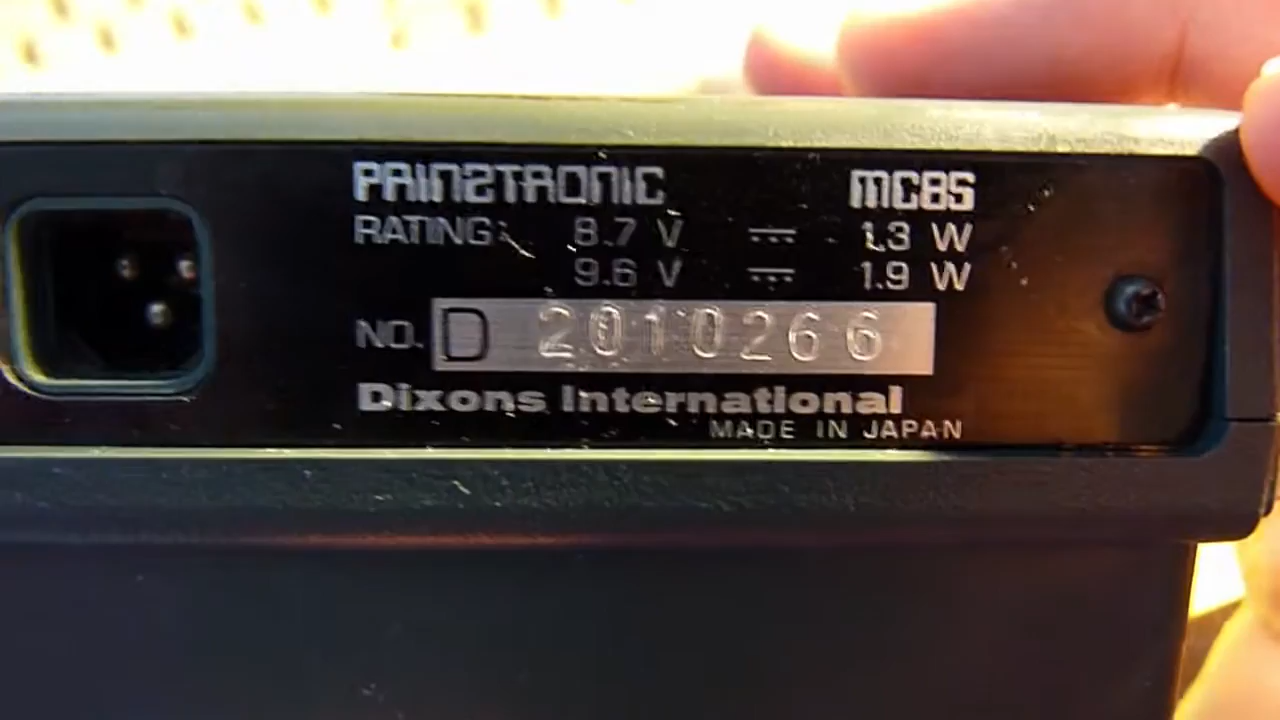 PRINZTRONIC MC85
RATING: 8.7 V ⎓ 1.3 W
9.6 V ⎓ 1.9 W
NO. D 2010266
Dixons International
MADE IN JAPAN